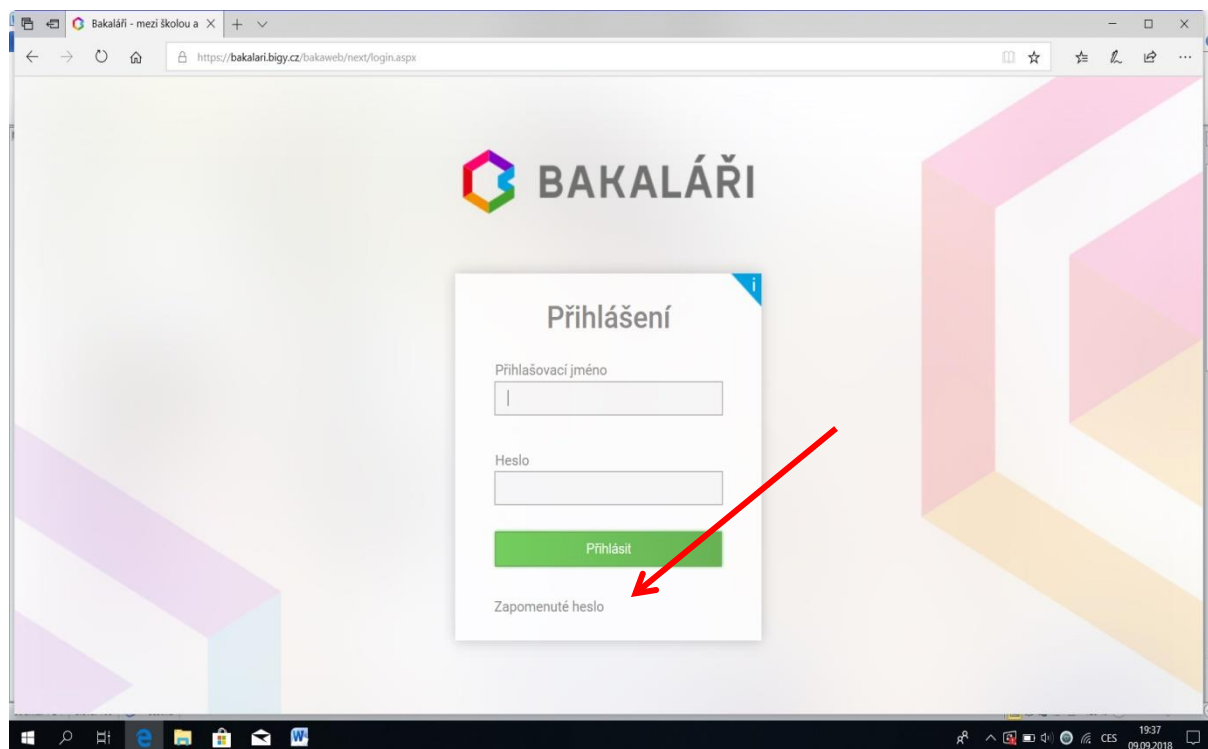 Bakaláři - mezi školou a
https://bakalari.bigy.cz/bakaweb/next/login.aspx
BAKALÁŘI
i
Přihlášení
Přihlašovací jméno
Heslo
Přihlásit
Zapomenuté heslo
CES
19:37
09.09.2018